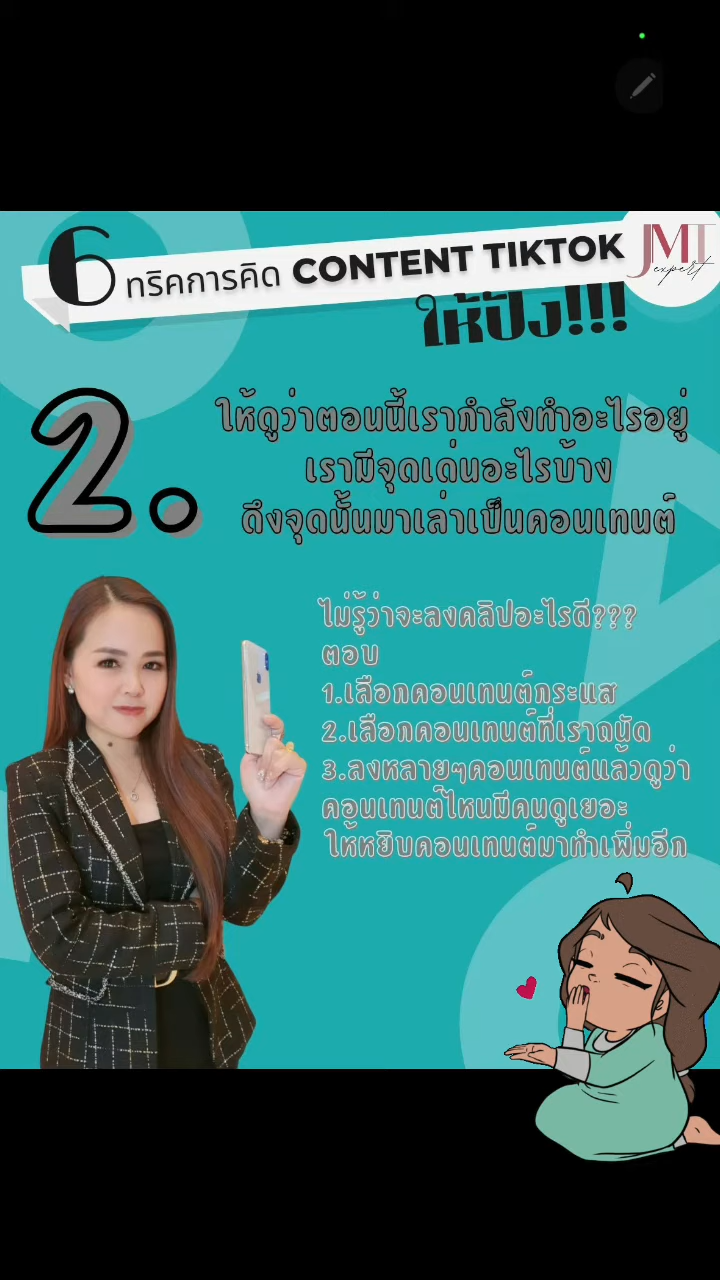 6 ทริคการคิด CONTENT TIKTOK
ให้ปัง!!!
JMT
expert
2.
ให้ดูว่าตอนนี้เรากำลังทำอะไรอยู่
เรามีจุดเด่นอะไรบ้าง
ดึงจุดนั้นมาเล่าเป็นคอนเทนต์
ไม่รู้ว่าจะลงคลิปอะไรดี???
ตอบ
1.เลือกคอนเทนต์กระแส
2.เลือกคอนเทนต์ที่เราถนัด
3.ลงหลายๆคอนเทนต์แล้วดูว่า
คอนเทนต์ไหนมีคนดูเยอะ
ให้หยิบคอนเทนต์มาทำเพิ่มอีก